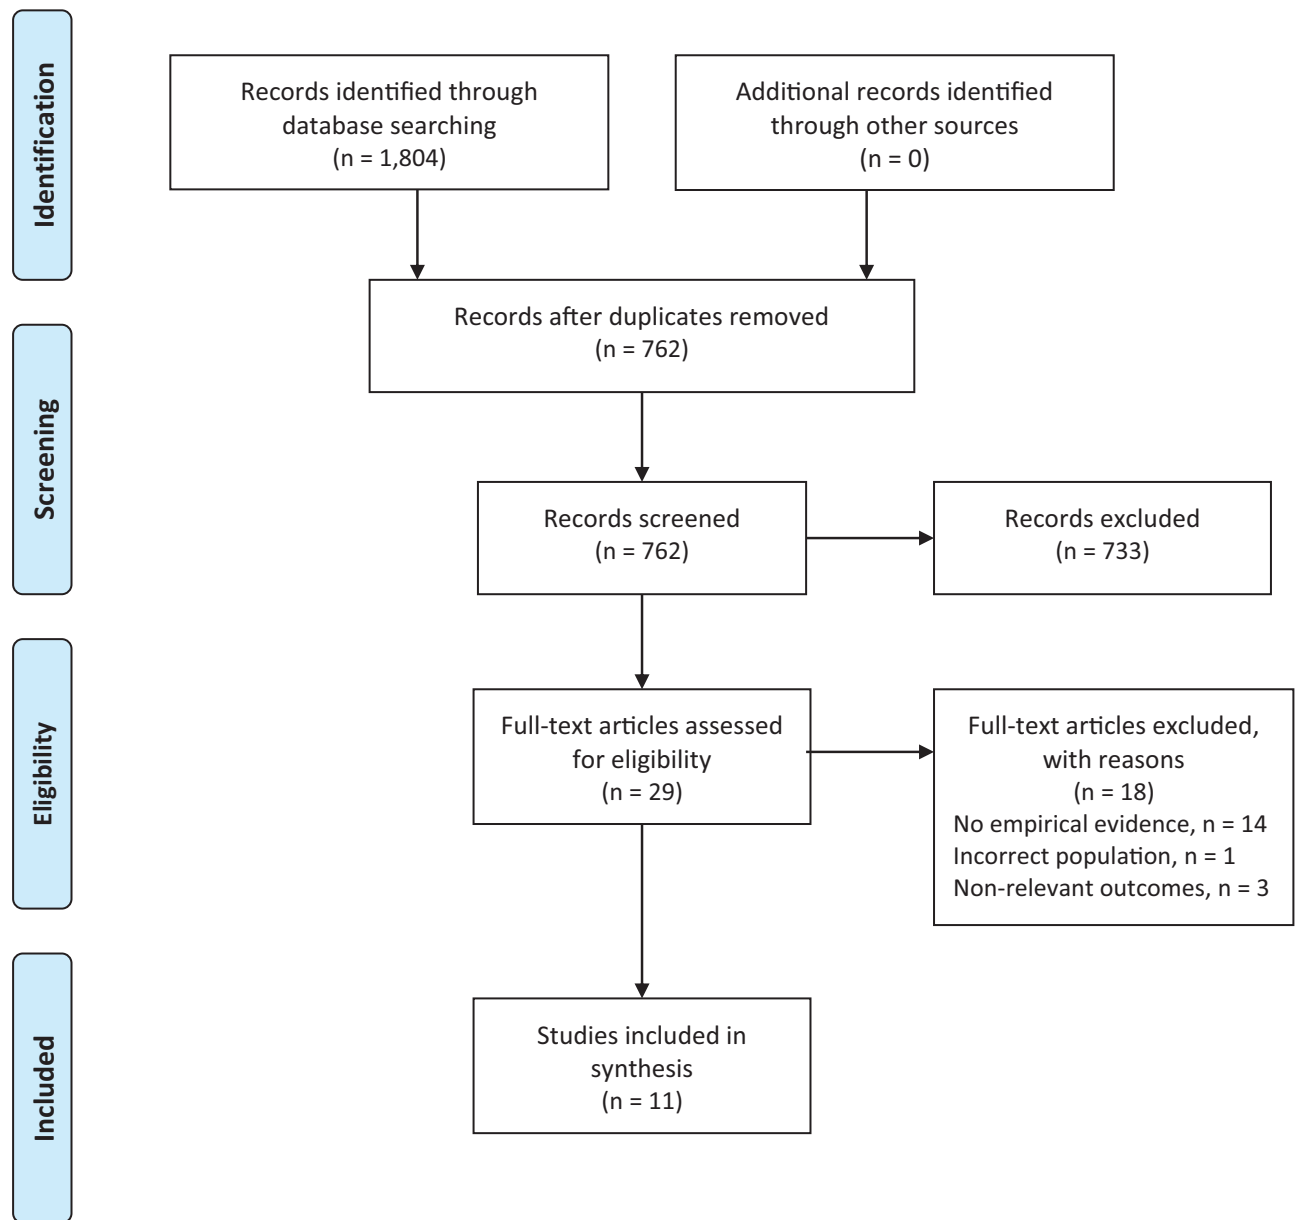 Identification
Records identified through
database searching
(n = 1,804)
Additional records identified
through other sources
(n = 0)
Records after duplicates removed
(n = 762)
Screening
Records screened
(n = 762)
Records excluded
(n = 733)
Eligibility
Full-text articles assessed
for eligibility
(n = 29)
Full-text articles excluded,
with reasons
(n = 18)
No empirical evidence, n = 14
Incorrect population, n = 1
Non-relevant outcomes, n = 3
Included
Studies included in
synthesis
(n = 11)